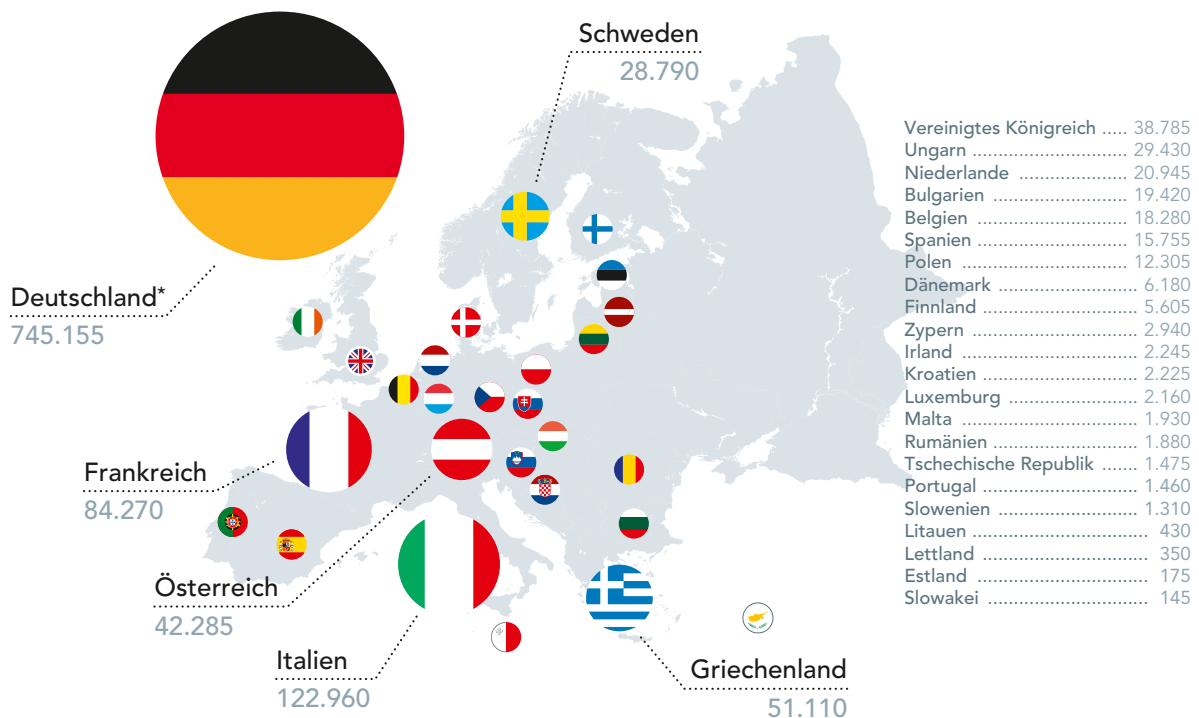 Schweden
28.790
Deutschland*
745.155
Frankreich
84.270
Österreich
42.285
Italien
122.960
Griechenland
51.110
Vereinigtes Königreich ..... 38.785
Ungarn ................................... 29.430
Niederlande ........................ 20.945
Bulgarien .............................. 19.420
Belgien ................................. 18.280
Spanien ................................ 15.755
Polen .................................... 12.305
Dänemark .............................. 6.180
Finnland ................................. 5.605
Zypern .................................... 2.940
Irland ...................................... 2.245
Kroatien ................................. 2.225
Luxemburg ............................ 2.160
Malta ...................................... 1.930
Rumänien ............................... 1.880
Tschechische Republik ....... 1.475
Portugal ................................. 1.460
Slowenien .............................. 1.310
Litauen ...................................... 430
Lettland ..................................... 350
Estland ...................................... 175
Slowakei .................................... 145